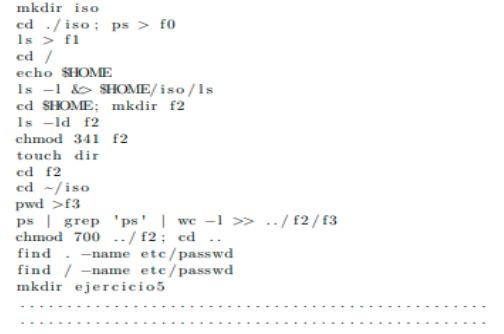 mkdir iso
cd ./iso; ps > f0
ls > f1
cd /
echo $HOME
ls -l &> $HOME/iso/ls
cd $HOME; mkdir f2
ls -ld f2
chmod 341 f2
touch dir
cd f2
cd ~/iso
pwd >f3
ps | grep 'ps' | wc -l >> ../f2/f3
chmod 700 ../f2; cd ..
find . -name etc/passwd
find / -name etc/passwd
mkdir ejercicio5
....................................................
....................................................